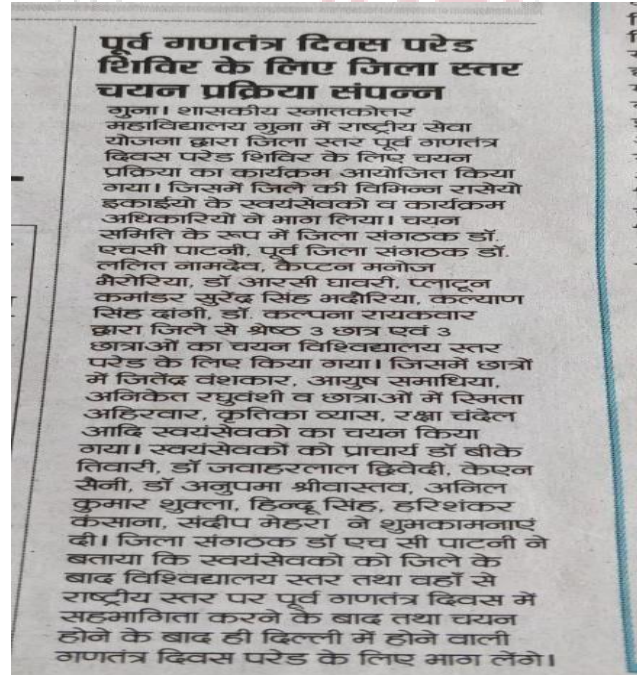 पूर्व गणतंत्र दिवस परेड
शिविर के लिए जिला स्तर
चयन प्रक्रिया संपन्न
गुना। शासकीय स्नातकोत्तर
महाविद्यालय गुना में राष्ट्रीय सेवा
योजना द्वारा जिला स्तर पूर्व गणतंत्र
दिवस परेड शिविर के लिए चयन
प्रक्रिया का कार्यक्रम आयोजित किया
गया। जिसमें जिले की विभिन्न रासेयो
इकाईयो के स्वयंसेवको व कार्यक्रम
अधिकारियों ने भाग लिया। चयन
समिति के रूप में जिला संगठक डॉ.
एचसी पाटनी, पूर्व जिला संगठक डॉ.
ललित नामदेव, कैप्टन मनोज
भैरोरिया, डॉ आरसी घावरी, प्लाटून
कमांडर सुरेंद्र सिंह भदौरिया, कल्याण
सिंह दांगी, डॉ. कल्पना रायकवार
द्वारा जिले से श्रेष्ठ 3 छात्र एवं 3
छात्राओं का चयन विश्विद्यालय स्तर
परेड के लिए किया गया। जिसमें छात्रों
में जितेंद्र वंशकार, आयुष समाधिया,
अनिकेत रघुवंशी व छात्राओं में स्मिता
अहिरवार, कृतिका व्यास, रक्षा चंदेल
आदि स्वयंसेवको का चयन किया
गया। स्वयंसेवकों को प्राचार्य डॉ बीके
तिवारी, डॉ जवाहरलाल द्विवेदी, केएन
सैनी, डॉ अनुपमा श्रीवास्तव, अनिल
कुमार शुक्ला, हिन्दू सिंह, हरिशंकर
कंसाना, संदीप मेहरा ने शुभकामनाएं
दी। जिला संगठक डॉ एच सी पाटनी ने
बताया कि स्वयंसेवको को जिले के
बाद विश्विद्यालय स्तर तथा वहाँ से
राष्ट्रीय स्तर पर पूर्व गणतंत्र दिवस में
सहभागिता करने के बाद तथा चयन
होने के बाद ही दिल्ली में होने वाली
गणतंत्र दिवस परेड के लिए भाग लेंगे।